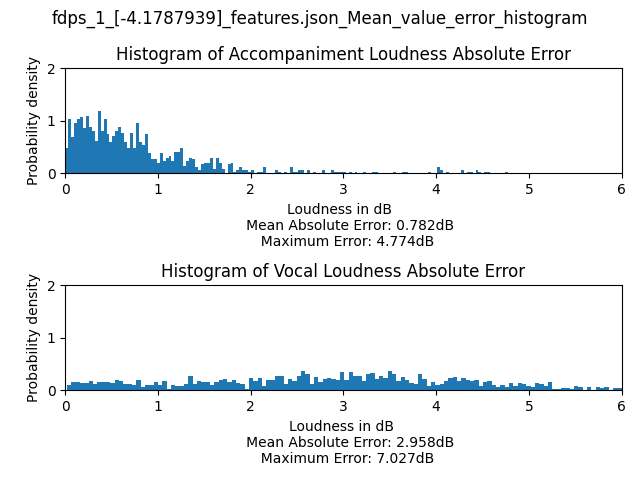 fdps_1_[-4.1787939]_features.json_Mean_value_error_histogram
Histogram of Accompaniment Loudness Absolute Error
Probability density
2
1
0
0 1 2 3 4 5 6
Loudness in dB
Mean Absolute Error: 0.782dB
Maximum Error: 4.774dB
Histogram of Vocal Loudness Absolute Error
Probability density
2
1
0
0 1 2 3 4 5 6
Loudness in dB
Mean Absolute Error: 2.958dB
Maximum Error: 7.027dB